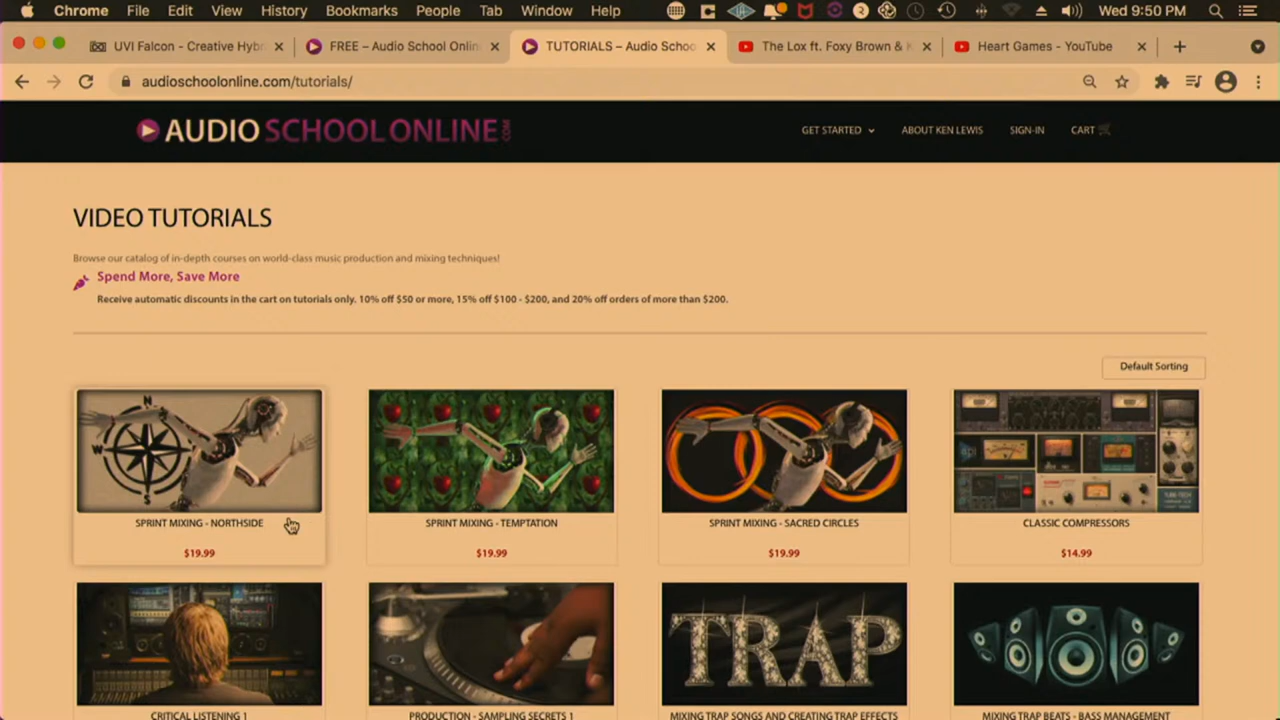 Chrome File Edit View History Bookmarks People Tab Window Help Wed 9:50 PM
UVI Falcon - Creative Hybr FREE – Audio School Onlin TUTORIALS – Audio Schoo The Lox ft. Foxy Brown & Heart Games - YouTube
audioschoolonline.com/tutorials/
AUDIO SCHOOL ONLINE .COM GET STARTED ABOUT KEN LEWIS SIGN-IN CART
VIDEO TUTORIALS
Browse our catalog of in-depth courses on world-class music production and mixing techniques!
Spend More, Save More
Receive automatic discounts in the cart on tutorials only. 10% off $50 or more, 15% off $100 - $200, and 20% off orders of more than $200.
Default Sorting
N
W
S
SPRINT MIXING - NORTHSIDE SPRINT MIXING - TEMPTATION SPRINT MIXING - SACRED CIRCLES CLASSIC COMPRESSORS
$19.99 $19.99 $19.99 $14.99
TRAP
CRITICAL LISTENING 1 PRODUCTION - SAMPLING SECRETS 1 MIXING TRAP SONGS AND CREATING TRAP EFFECTS MIXING TRAP BEATS - BASS MANAGEMENT